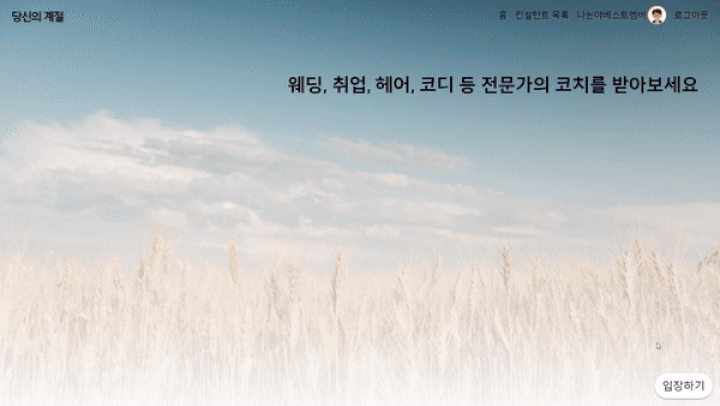 당신의 계절
홈 컨설턴트 목록 나는야베스트멤버 로그아웃
웨딩, 취업, 헤어, 코디 등 전문가의 코치를 받아보세요
입장하기